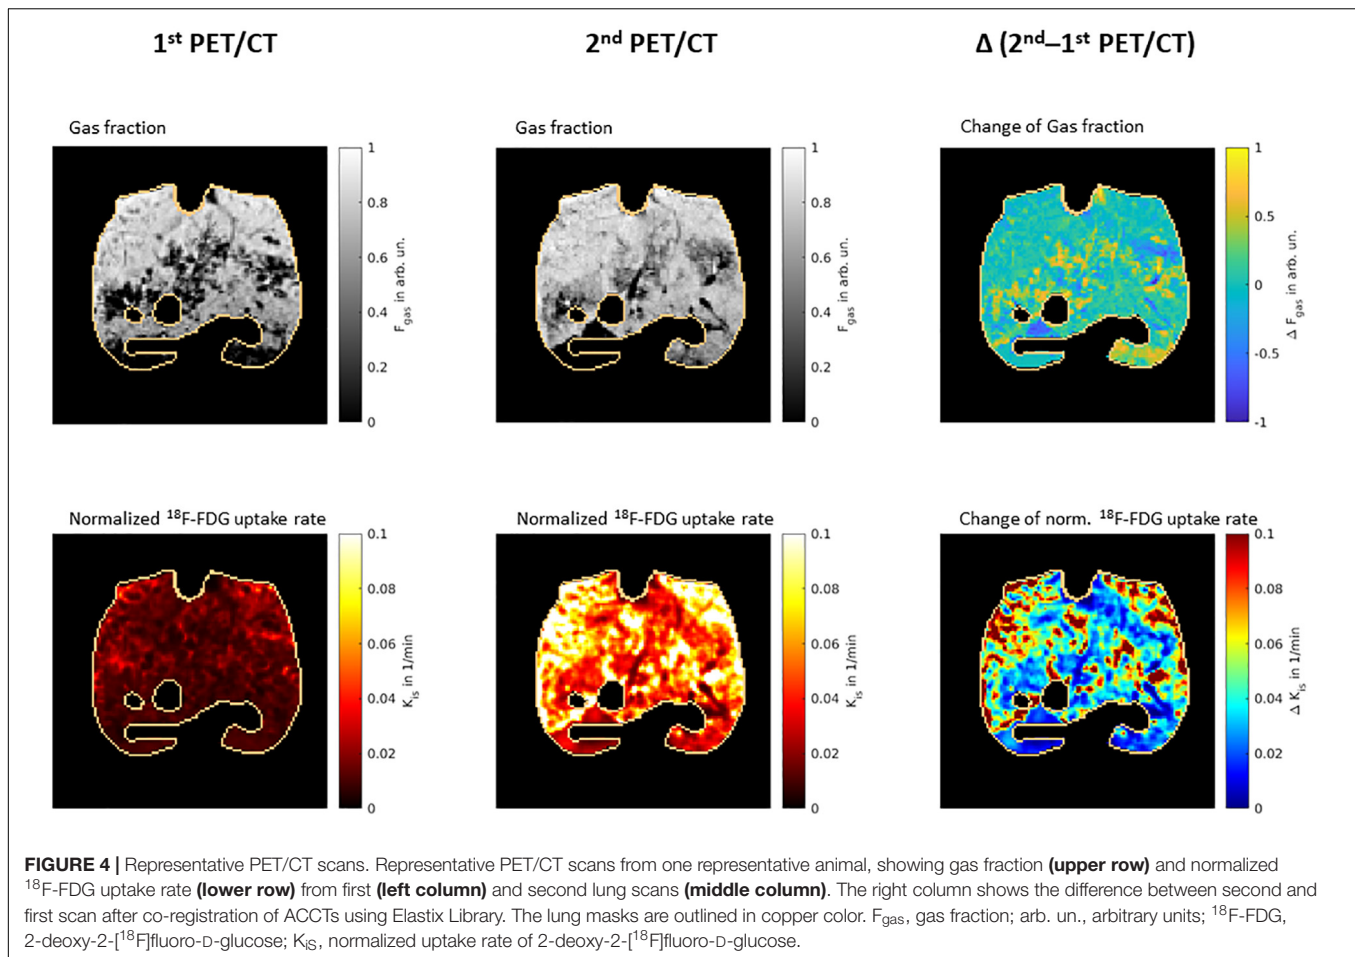 1st PET/CT
2nd PET/CT
Δ (2nd–1st PET/CT)
Gas fraction
1
0.8
0.6
0.4
0.2
0
Fgas in arb. un.
Gas fraction
1
0.8
0.6
0.4
0.2
0
Fgas in arb. un.
Change of Gas fraction
1
0.5
0
-0.5
-1
Δ Fgas in arb. un.
Normalized 18F-FDG uptake rate
0.1
0.08
0.06
0.04
0.02
0
Kis in 1/min
Normalized 18F-FDG uptake rate
0.1
0.08
0.06
0.04
0.02
0
Kis in 1/min
Change of norm. 18F-FDG uptake rate
0.1
0.08
0.06
0.04
0.02
0
Δ Kis in 1/min
FIGURE 4 | Representative PET/CT scans. Representative PET/CT scans from one representative animal, showing gas fraction (upper row) and normalized
18F-FDG uptake rate (lower row) from first (left column) and second lung scans (middle column). The right column shows the difference between second and
first scan after co-registration of ACCTs using Elastix Library. The lung masks are outlined in copper color. Fgas, gas fraction; arb. un., arbitrary units; 18F-FDG,
2-deoxy-2-[18F]fluoro-D-glucose; KiS, normalized uptake rate of 2-deoxy-2-[18F]fluoro-D-glucose.